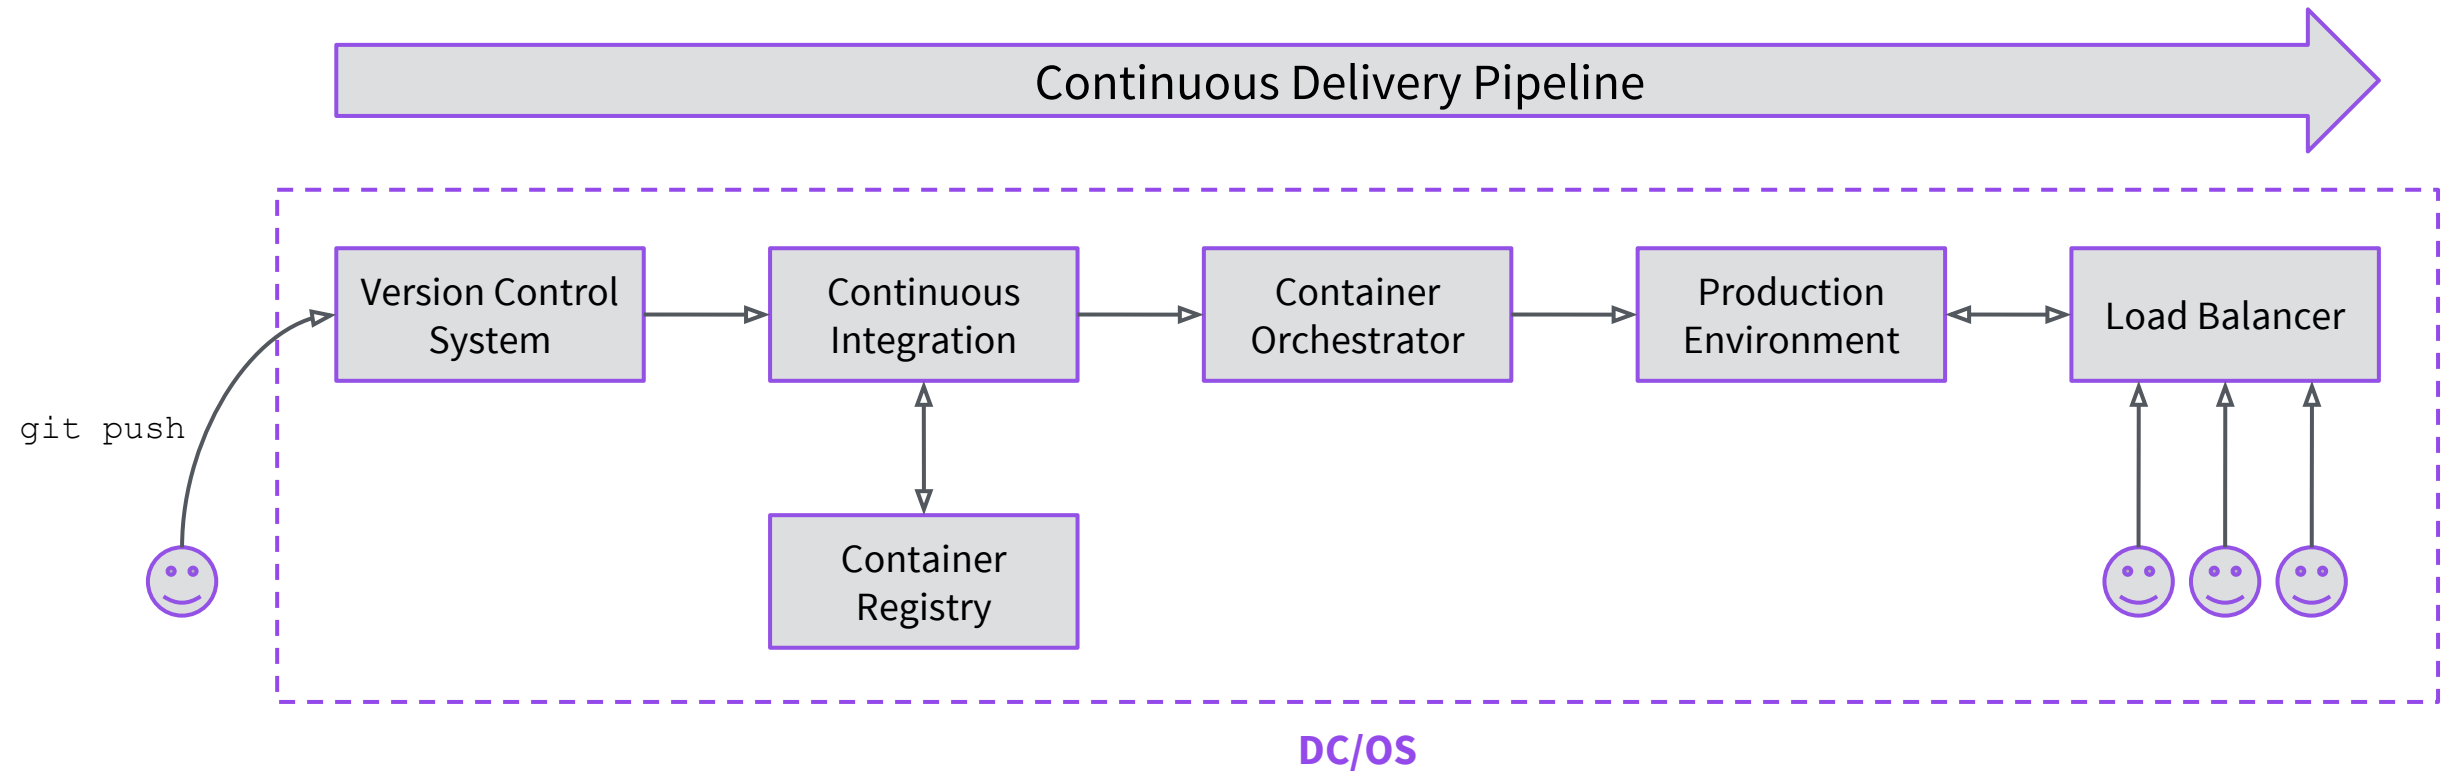 Continuous Delivery Pipeline
Version Control
System
Continuous
Integration
Container
Orchestrator
Production
Environment
Load Balancer
git push
Container
Registry
DC/OS